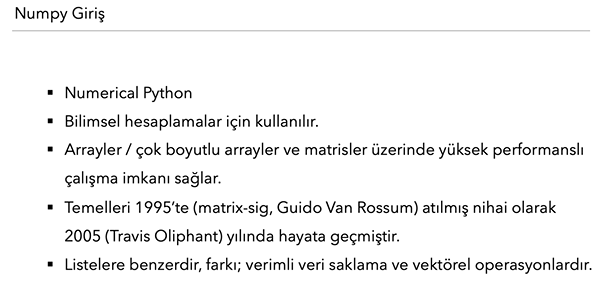 Numpy Giriş
▪ Numerical Python
▪ Bilimsel hesaplamalar için kullanılır.
▪ Arrayler / çok boyutlu arrayler ve matrisler üzerinde yüksek performanslı
çalışma imkanı sağlar.
▪ Temelleri 1995’te (matrix-sig, Guido Van Rossum) atılmış nihai olarak
2005 (Travis Oliphant) yılında hayata geçmiştir.
▪ Listelere benzerdir, farkı; verimli veri saklama ve vektörel operasyonlardır.